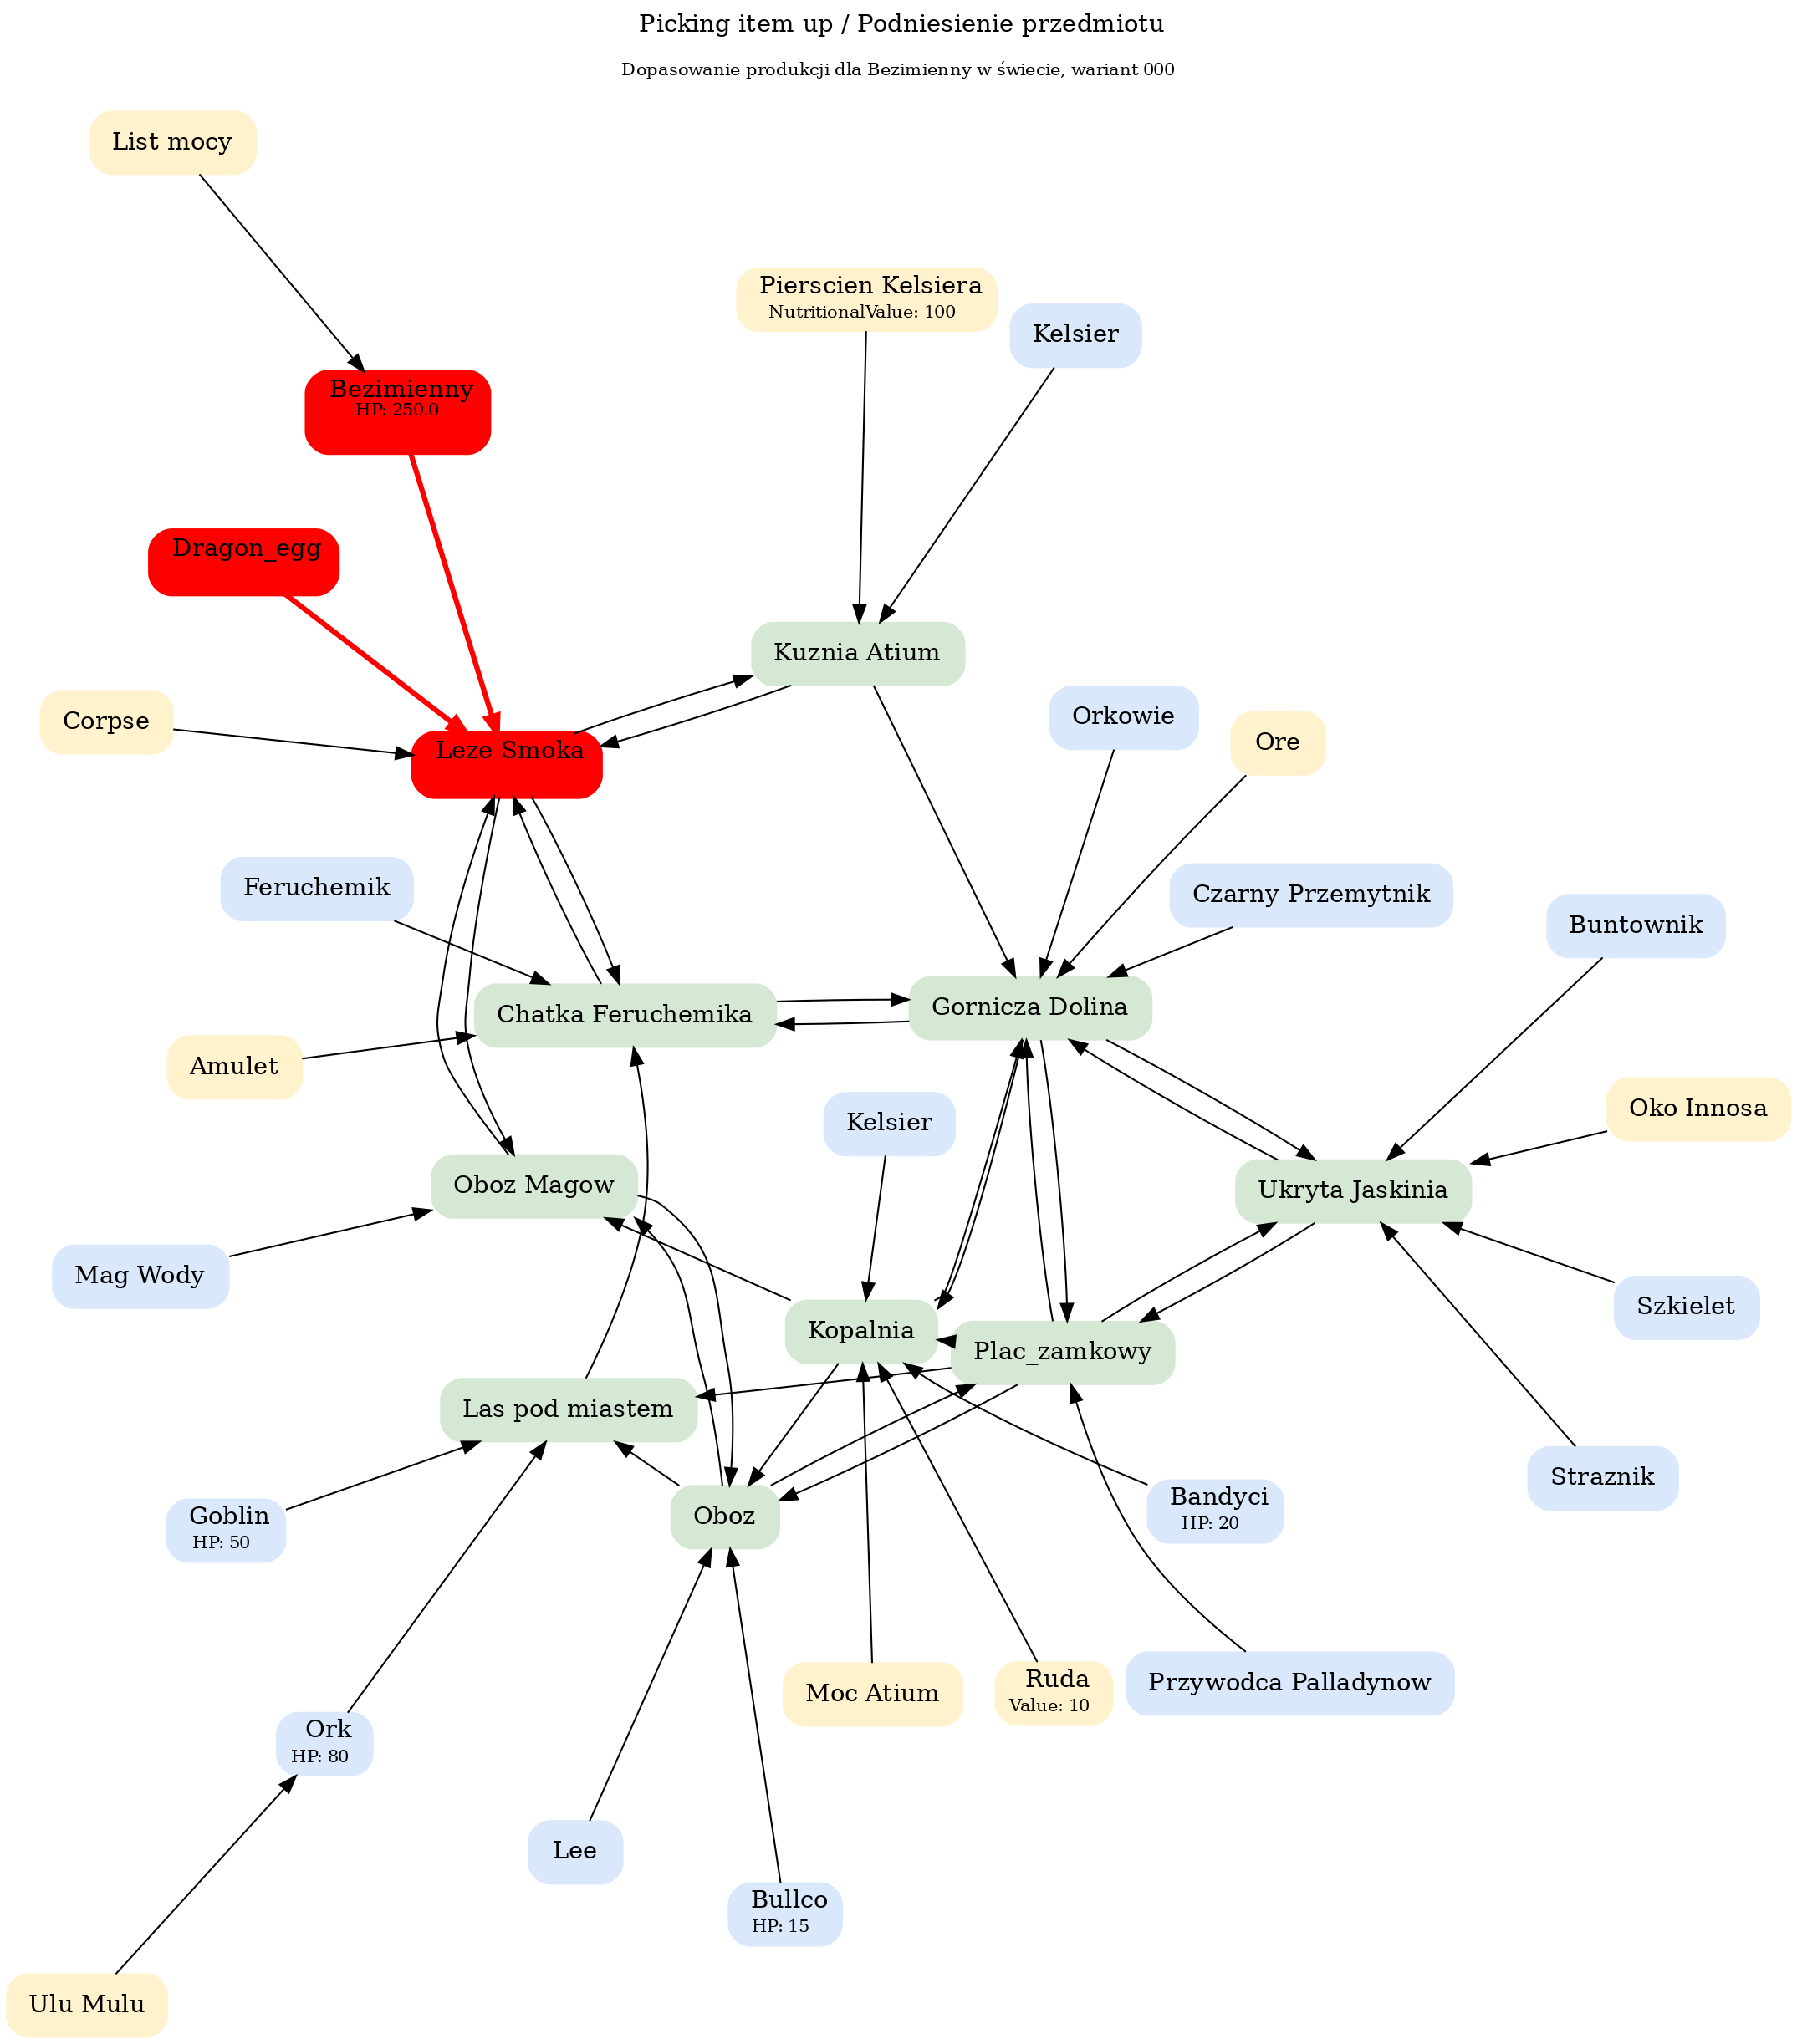 Picking item up / Podniesienie przedmiotu
Dopasowanie produkcji dla Bezimienny w świecie, wariant 000
List mocy
Pierscien Kelsiera
NutritionalValue: 100
Kelsier
Bezimienny
HP: 250.0
Dragon_egg
Kuznia Atium
Corpse
Leze Smoka
Orkowie
Ore
Feruchemik
Czarny Przemytnik
Buntownik
Chatka Feruchemika
Gornicza Dolina
Amulet
Kelsier
Oko Innosa
Oboz Magow
Ukryta Jaskinia
Mag Wody
Szkielet
Kopalnia
Plac_zamkowy
Las pod miastem
Straznik
Goblin
HP: 50
Oboz
Bandyci
HP: 20
Moc Atium
Ruda
Value: 10
Przywodca Palladynow
Ork
HP: 80
Lee
Bullco
HP: 15
Ulu Mulu